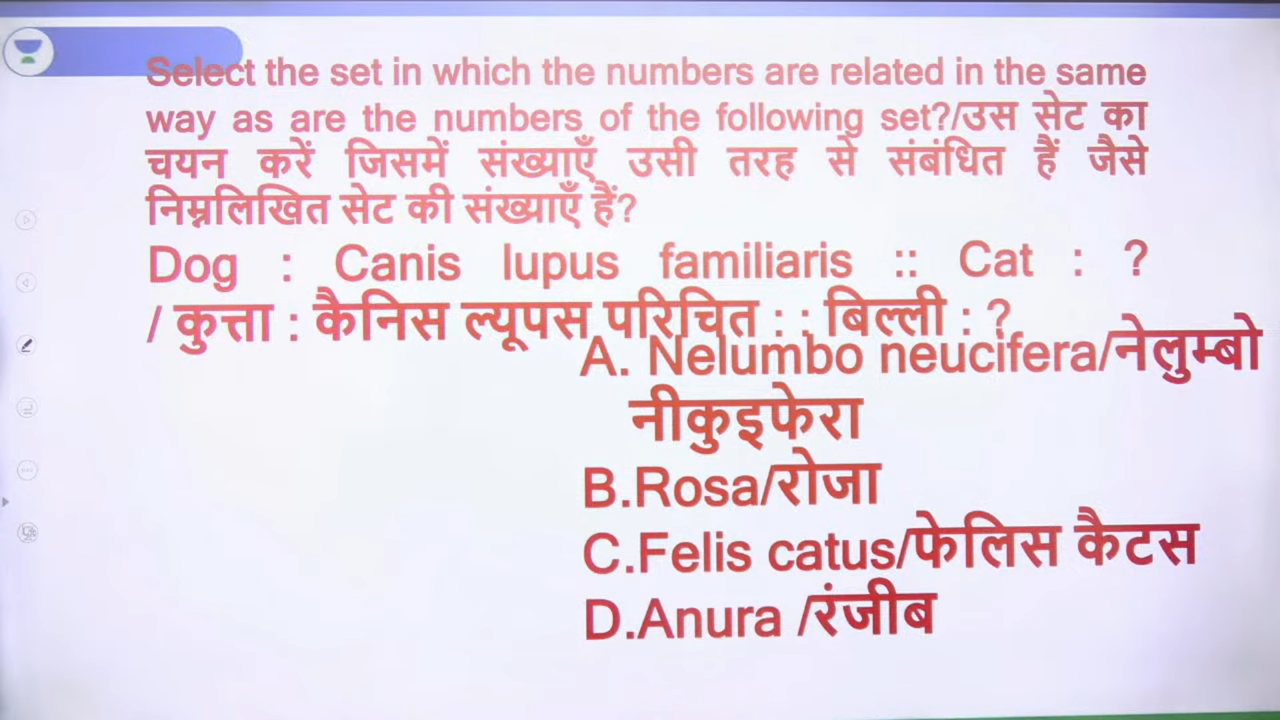 Select the set in which the numbers are related in the same
way as are the numbers of the following set?/उस सेट का
चयन करें जिसमें संख्याएँ उसी तरह से संबंधित हैं जैसे
निम्नलिखित सेट की संख्याएँ हैं?
Dog : Canis lupus familiaris :: Cat : ?
/ कुत्ता : कैनिस ल्यूपस परिचित : : बिल्ली : ?
A. Nelumbo neucifera/नेलुम्बो
नीकुइफेरा
B.Rosa/रोजा
C.Felis catus/फेलिस कैटस
D.Anura /रंजीब